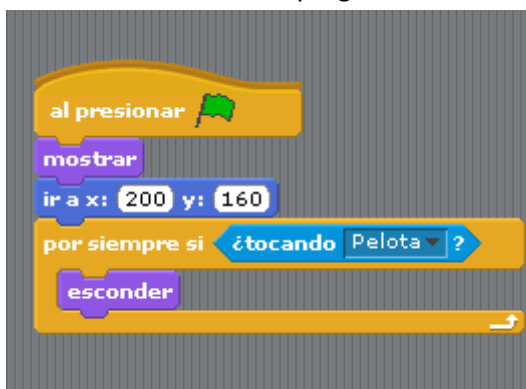 al presionar
mostrar
ir a x: 200 y: 160
por siempre si ¿tocando Pelota ?
esconder